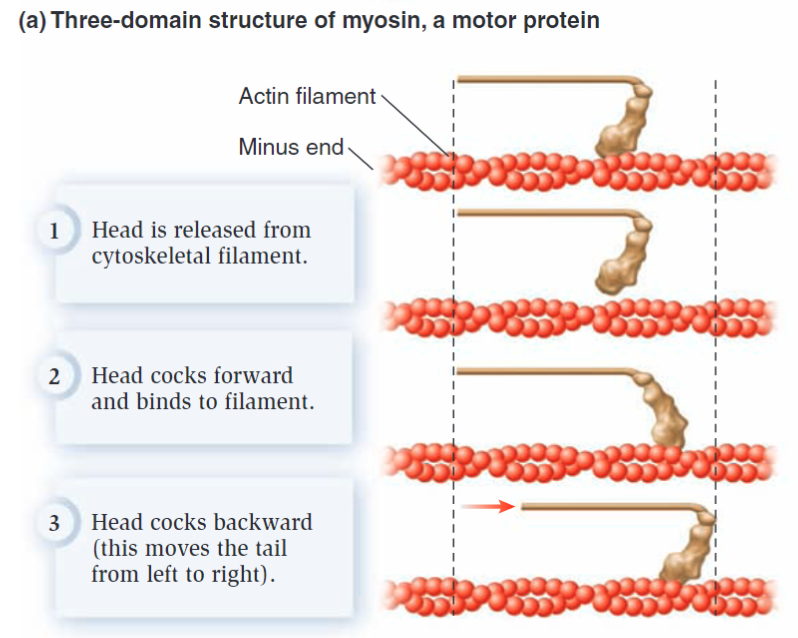 (a) Three-domain structure of myosin, a motor protein
Actin filament
Minus end
1
Head is released from
cytoskeletal filament.
2
Head cocks forward
and binds to filament.
3
Head cocks backward
(this moves the tail
from left to right).